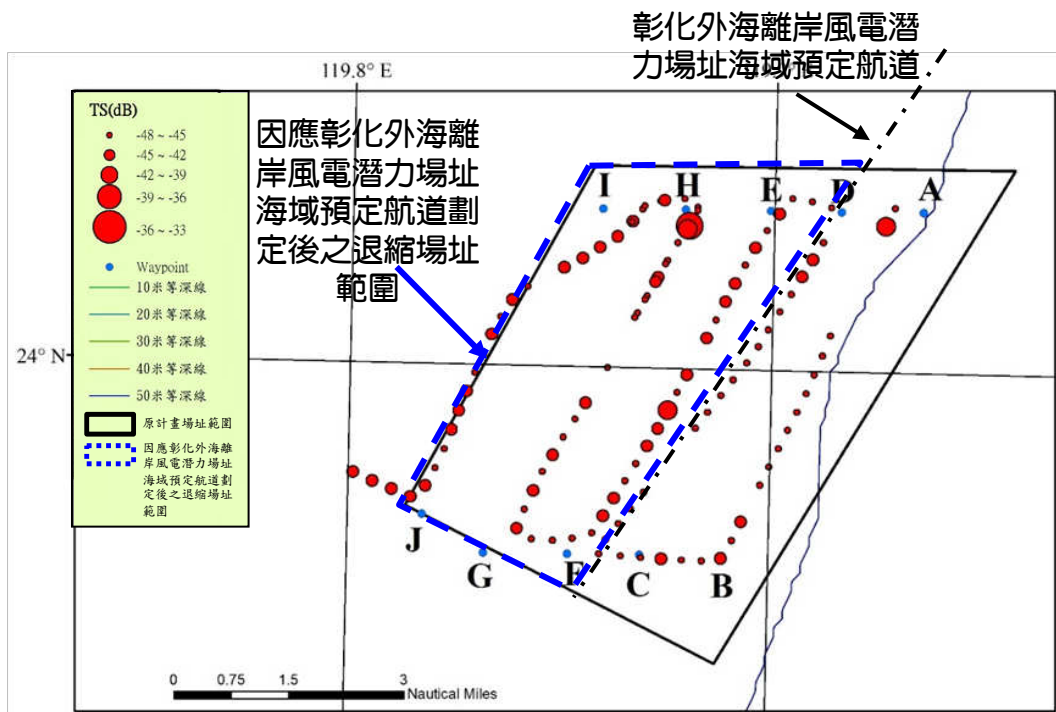 彰化外海離岸風電潛
力場址海域預定航道
119.8° E
TS(dB)
-48 ~ -45
-45 ~ -42
-42 ~ -39
-39 ~ -36
-36 ~ -33
Waypoint
10米等深線
20米等深線
30米等深線
40米等深線
50米等深線
原計畫場址範圍
因應彰化外海離
岸風電潛力場址
海域預定航道劃
定後之退縮場址
範圍
因應彰化外海離
岸風電潛力場址
海域預定航道劃
定後之退縮場址
範圍
24° N
I
H
E
D
A
J
G
F
C
B
0
0.75
1.5
3
Nautical Miles